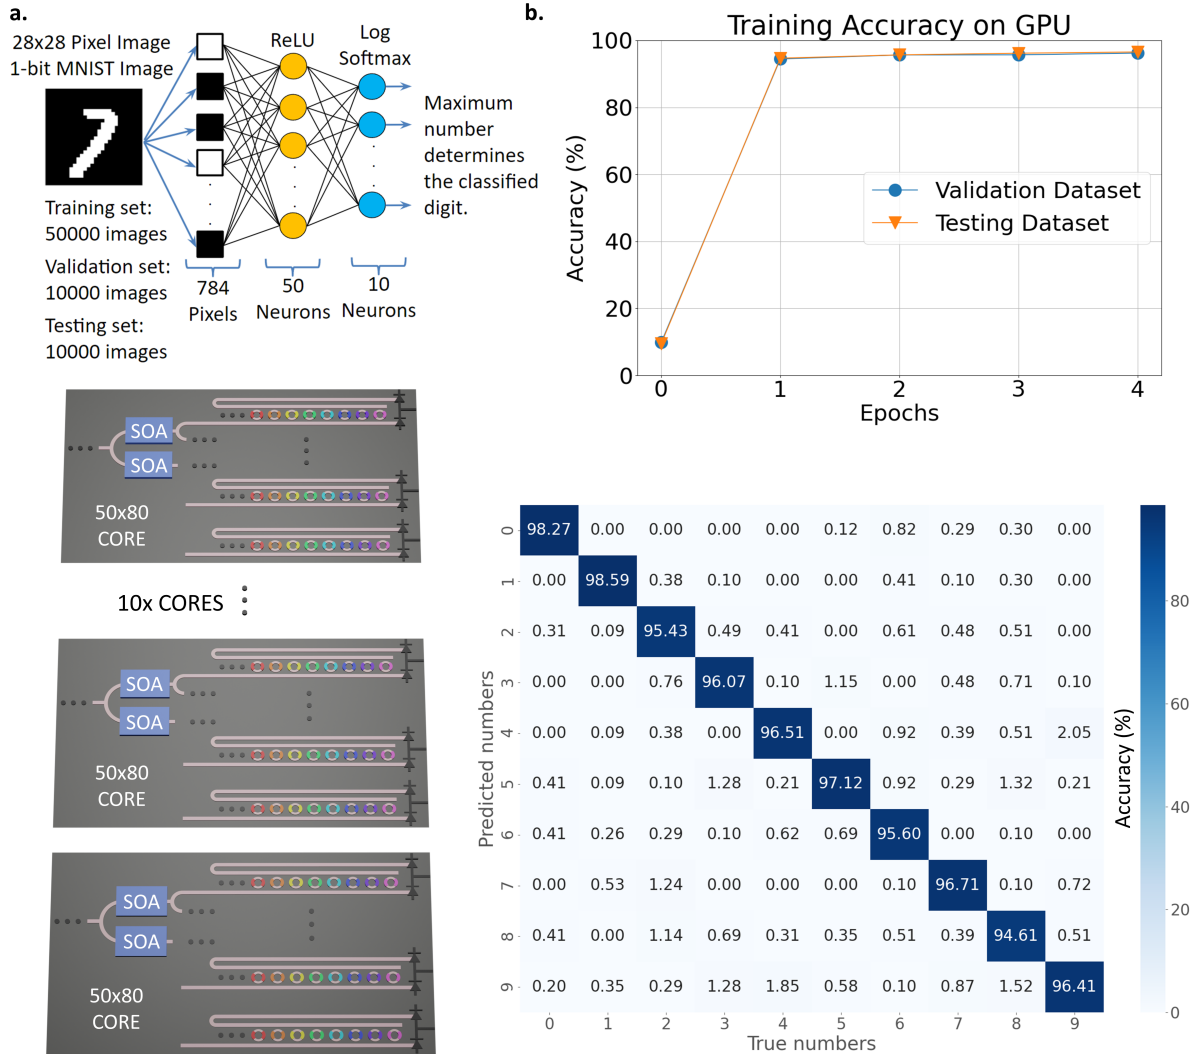 a.
28x28 Pixel Image
1-bit MNIST Image
ReLU
Log
Softmax
Maximum
number
determines
the classified
digit.
Training set:
50000 images
Validation set:
10000 images
Testing set:
10000 images
784
Pixels
50
Neurons
10
Neurons
SOA
SOA
50x80
CORE
10x CORES
SOA
SOA
50x80
CORE
SOA
SOA
50x80
CORE
b.
Training Accuracy on GPU
100
80
60
40
20
0
Accuracy (%)
Validation Dataset
Testing Dataset
0 1 2 3 4
Epochs
Predicted numbers
0 98.27 0.00 0.00 0.00 0.00 0.12 0.82 0.29 0.30 0.00
1 0.00 98.59 0.38 0.10 0.00 0.00 0.41 0.10 0.30 0.00
2 0.31 0.09 95.43 0.49 0.41 0.00 0.61 0.48 0.51 0.00
3 0.00 0.00 0.76 96.07 0.10 1.15 0.00 0.48 0.71 0.10
4 0.00 0.09 0.38 0.00 96.51 0.00 0.92 0.39 0.51 2.05
5 0.41 0.09 0.10 1.28 0.21 97.12 0.92 0.29 1.32 0.21
6 0.41 0.26 0.29 0.10 0.62 0.69 95.60 0.00 0.10 0.00
7 0.00 0.53 1.24 0.00 0.00 0.00 0.10 96.71 0.10 0.72
8 0.41 0.00 1.14 0.69 0.31 0.35 0.51 0.39 94.61 0.51
9 0.20 0.35 0.29 1.28 1.85 0.58 0.10 0.87 1.52 96.41
0 1 2 3 4 5 6 7 8 9
True numbers
80
60
40
20
0
Accuracy (%)